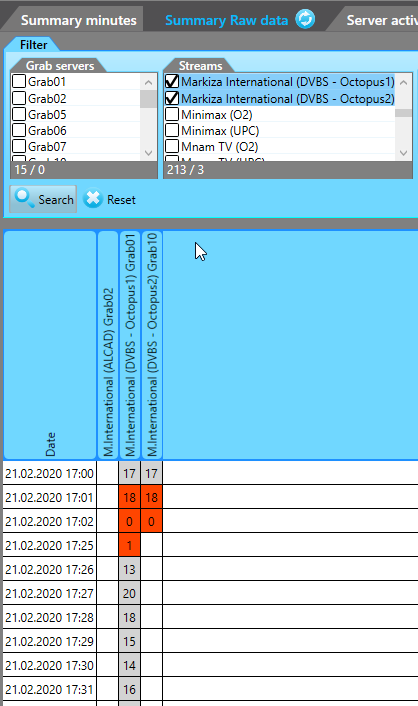 Summary minutes Summary Raw data Server activ
Filter
Grab servers
Grab01
Grab02
Grab05
Grab06
Grab07
15 / 0
Streams
Markiza International (DVBS - Octopus1)
Markiza International (DVBS - Octopus2)
Minimax (O2)
Minimax (UPC)
Mnam TV (O2)
Mnam TV (UPC)
213 / 3
Search Reset
Date
M.International (ALCAD) Grab02
M.International (DVBS - Octopus1) Grab01
M.International (DVBS - Octopus2) Grab10
21.02.2020 17:00 17 17
21.02.2020 17:01 18 18
21.02.2020 17:02 0 0
21.02.2020 17:25 1
21.02.2020 17:26 13
21.02.2020 17:27 20
21.02.2020 17:28 18
21.02.2020 17:29 15
21.02.2020 17:30 14
21.02.2020 17:31 16